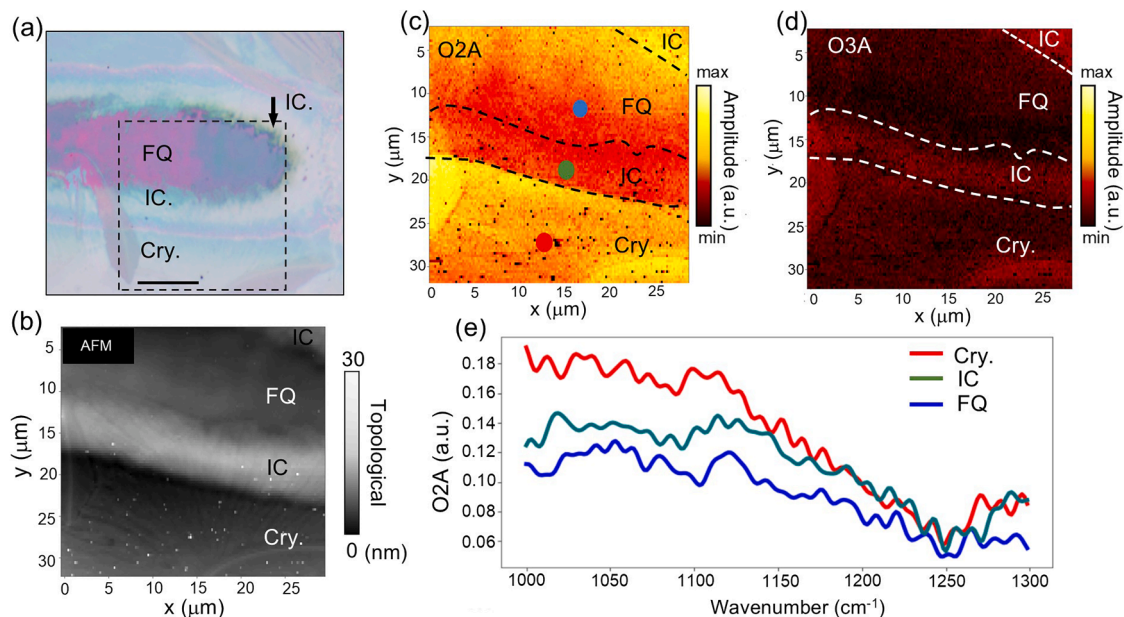 (a)
IC.
FQ
IC.
Cry.
(b)
AFM
IC
FQ
IC
Cry.
5
10
15
20
25
30
y (μm)
0 5 10 15 20 25
x (μm)
30
Topological
0 (nm)
(c)
O2A
IC
FQ
IC
Cry.
5
10
15
20
25
30
y (μm)
0 5 10 15 20 25
x (μm)
max
Amplitude (a.u.)
min
(d)
O3A
IC
FQ
IC
Cry.
5
10
15
20
25
30
y (μm)
0 5 10 15 20 25
x (μm)
max
Amplitude (a.u.)
min
(e)
Cry.
IC
FQ
0.18
0.14
0.12
0.10
0.08
0.06
O2A (a.u.)
1000 1050 1100 1150 1200 1250 1300
Wavenumber (cm⁻¹)